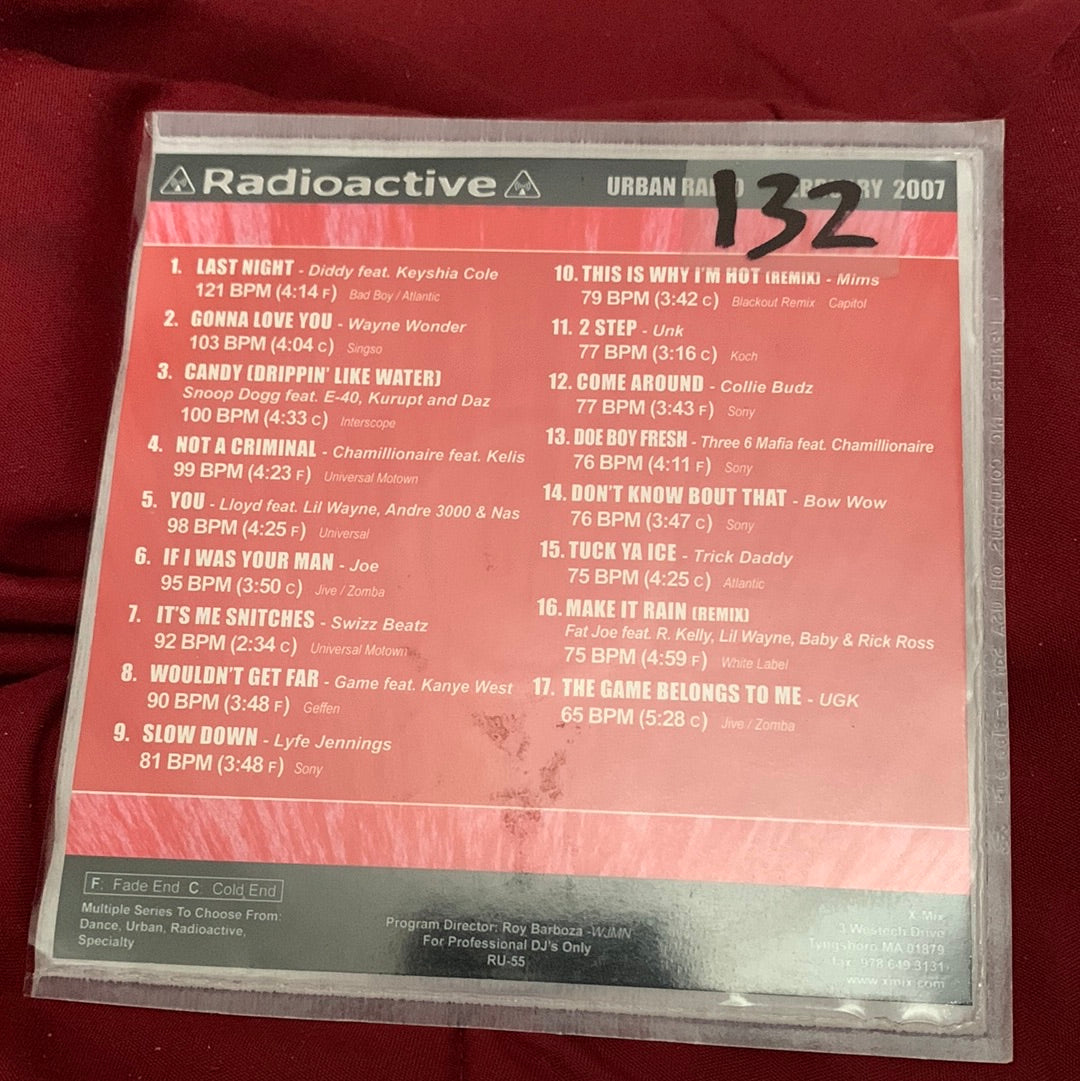 Radioactive
URBAN RADIO FEBRUARY 2007
132
1. LAST NIGHT - Diddy feat. Keyshia Cole
121 BPM (4:14 F) Bad Boy / Atlantic
2. GONNA LOVE YOU - Wayne Wonder
103 BPM (4:04 C) Singso
3. CANDY (DRIPPIN' LIKE WATER)
Snoop Dogg feat. E-40, Kurupt and Daz
100 BPM (4:33 C) Interscope
4. NOT A CRIMINAL - Chamillionaire feat. Kelis
99 BPM (4:23 F) Universal Motown
5. YOU - Lloyd feat. Lil Wayne, Andre 3000 & Nas
98 BPM (4:25 F) Universal
6. IF I WAS YOUR MAN - Joe
95 BPM (3:50 C) Jive / Zomba
7. IT'S ME SNITCHES - Swizz Beatz
92 BPM (2:34 C) Universal Motown
8. WOULDN'T GET FAR - Game feat. Kanye West
90 BPM (3:48 F) Geffen
9. SLOW DOWN - Lyfe Jennings
81 BPM (3:48 F) Sony
10. THIS IS WHY I'M HOT (REMIX) - Mims
79 BPM (3:42 C) Blackout Remix Capitol
11. 2 STEP - Unk
77 BPM (3:16 C) Koch
12. COME AROUND - Collie Budz
77 BPM (3:43 F) Sony
13. DOE BOY FRESH - Three 6 Mafia feat. Chamillionaire
76 BPM (4:11 F) Sony
14. DON'T KNOW BOUT THAT - Bow Wow
76 BPM (3:47 C) Sony
15. TUCK YA ICE - Trick Daddy
75 BPM (4:25 C) Atlantic
16. MAKE IT RAIN (REMIX)
Fat Joe feat. R. Kelly, Lil Wayne, Baby & Rick Ross
75 BPM (4:59 F) White Label
17. THE GAME BELONGS TO ME - UGK
65 BPM (5:28 C) Jive / Zomba
F: Fade End C: Cold End
Multiple Series To Choose From:
Dance, Urban, Radioactive,
Specialty
Program Director: Roy Barboza -WJMN
For Professional DJ's Only
RU-55
X-Mix
3 Westech Drive
Tyngsboro MA 01879
fax: 978.649.3131
www.xmix.com